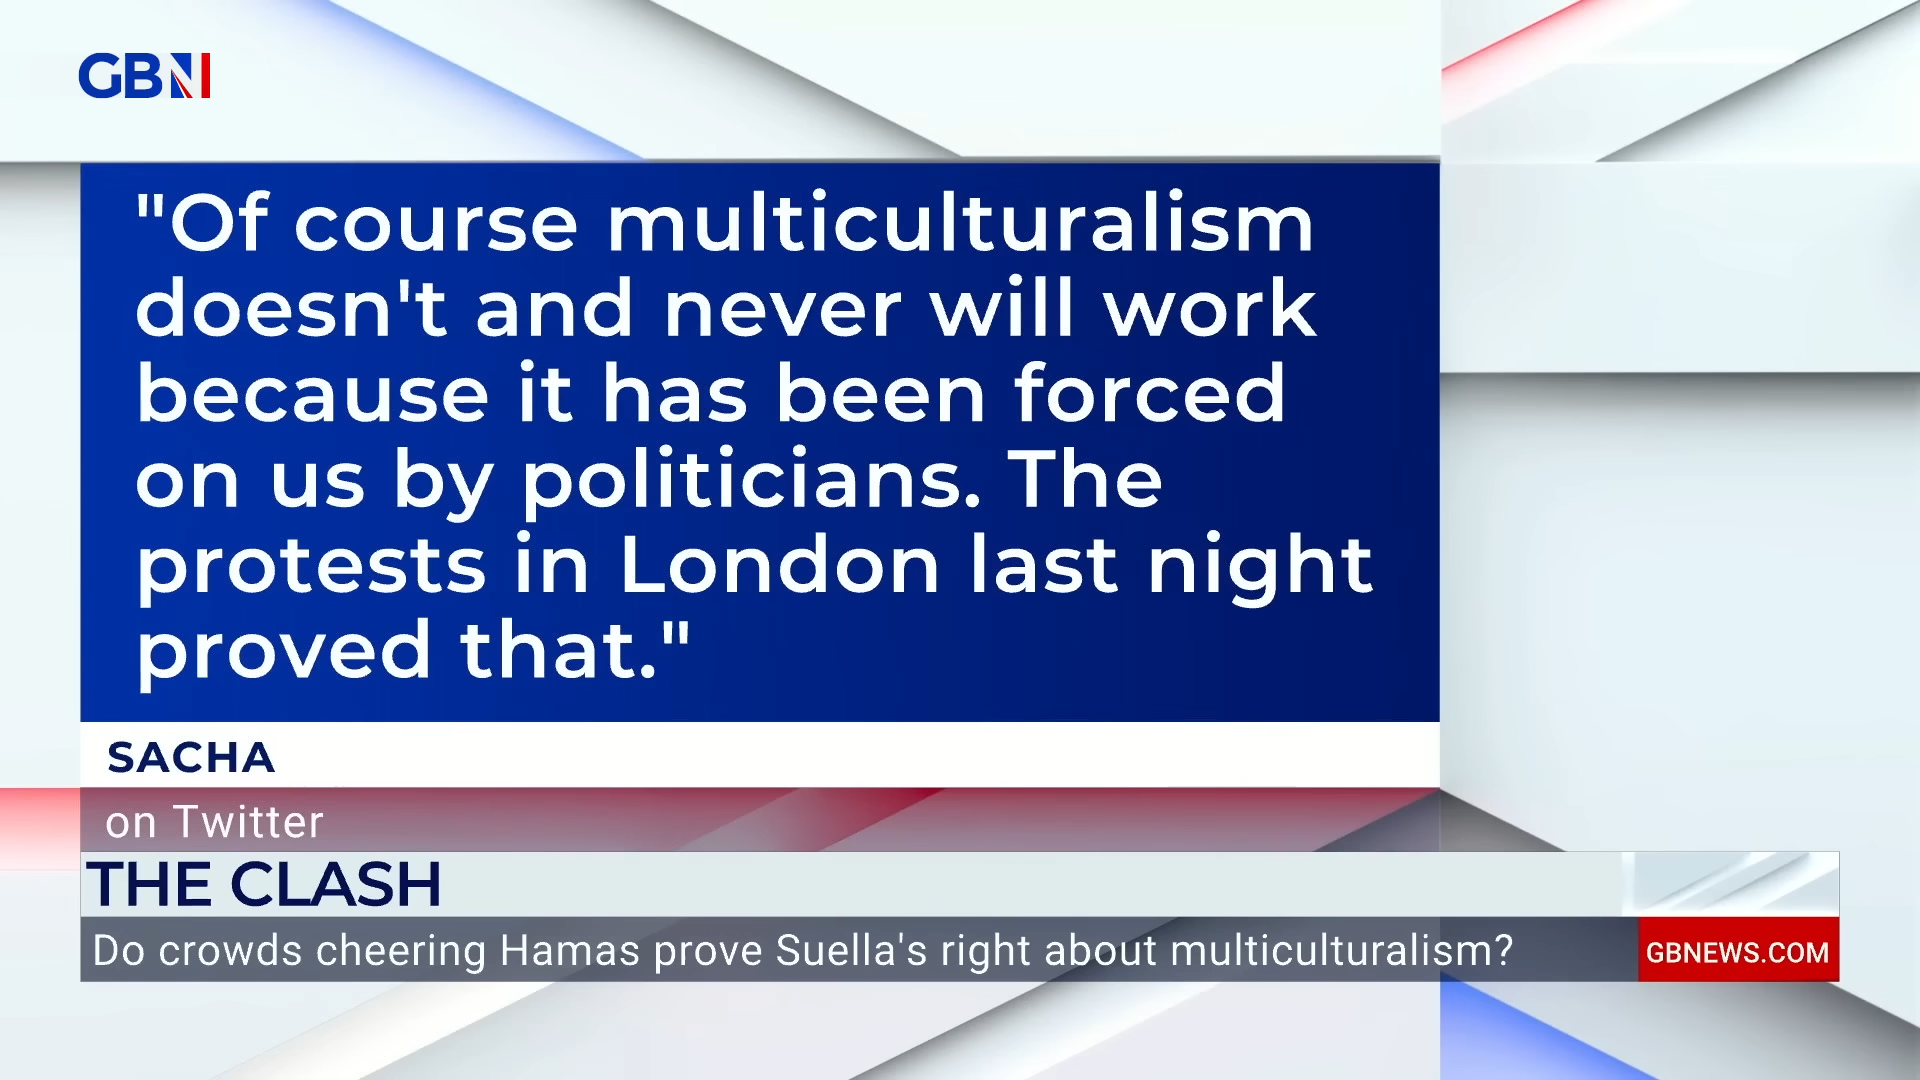 GBN
"Of course multiculturalism
doesn't and never will work
because it has been forced
on us by politicians. The
protests in London last night
proved that."
SACHA
on Twitter
THE CLASH
Do crowds cheering Hamas prove Suella's right about multiculturalism?
GBNEWS.COM